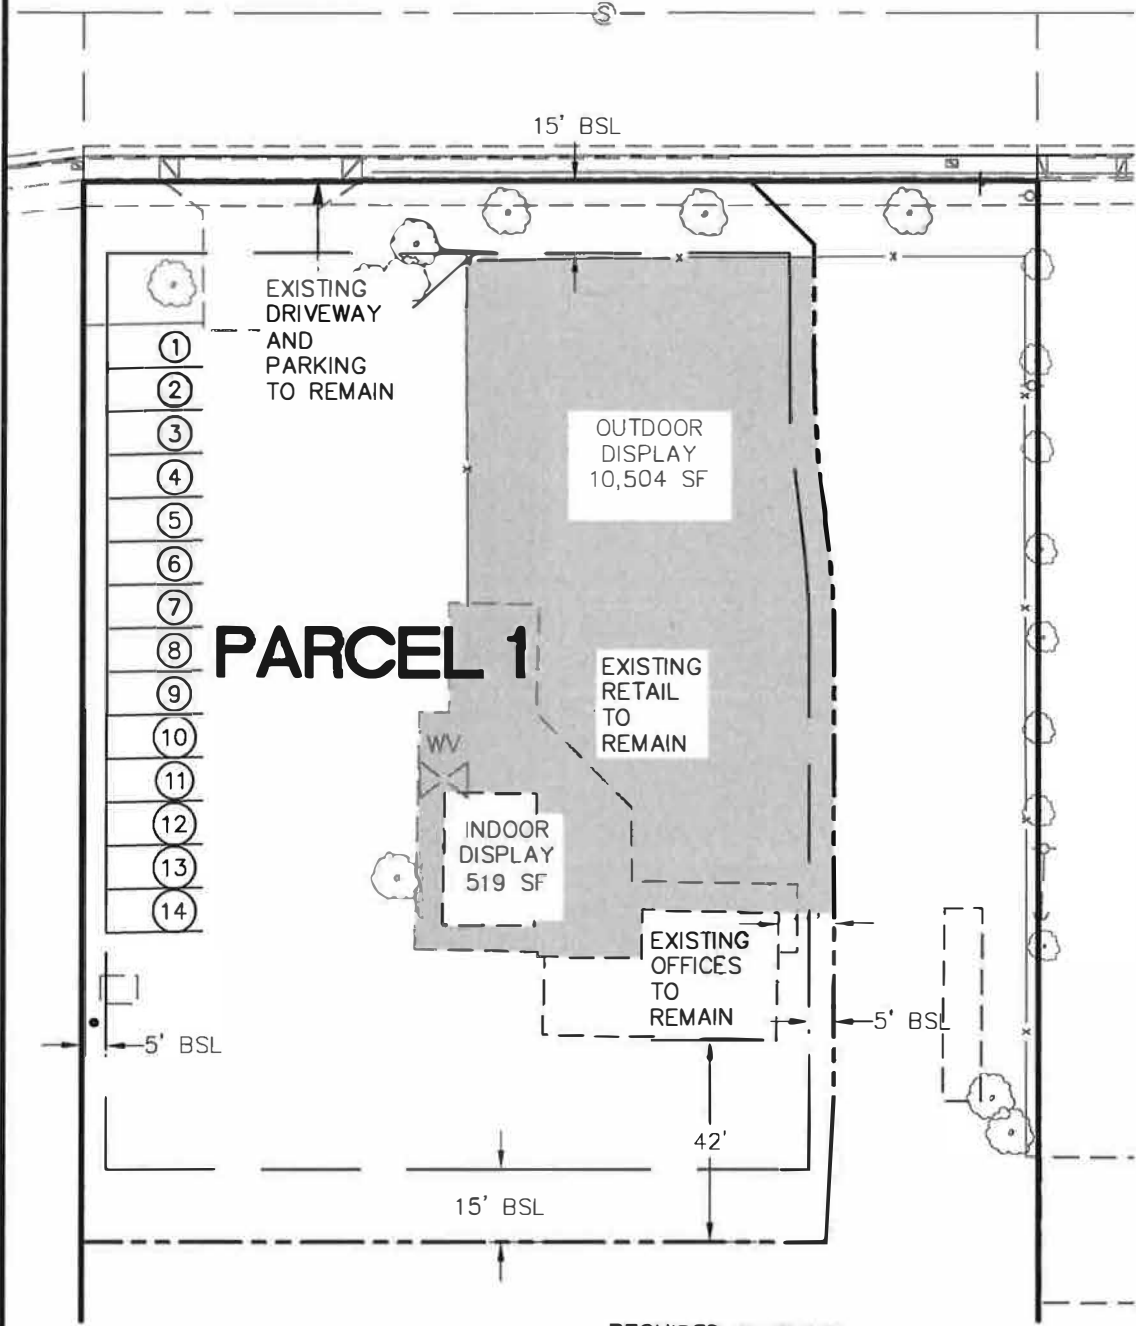 S
15' BSL
EXISTING
DRIVEWAY
AND
PARKING
TO REMAIN
1
2
3
4
5
6
7
8
9
10
11
12
13
14
OUTDOOR
DISPLAY
10,504 SF
PARCEL 1
EXISTING
RETAIL
TO
REMAIN
WV
INDOOR
DISPLAY
519 SF
EXISTING
OFFICES
TO
REMAIN
5' BSL
5' BSL
42'
15' BSL